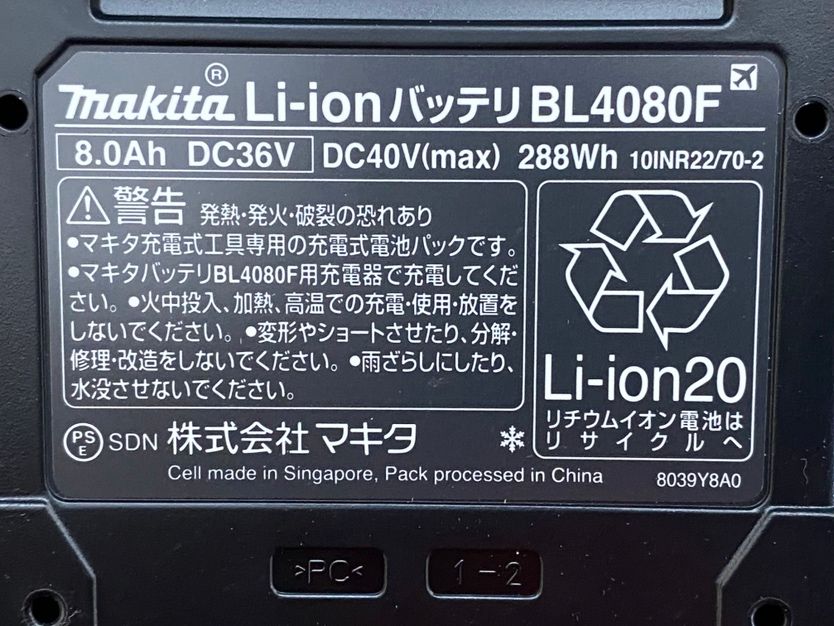 makita® Li-ionバッテリ BL4080F
8.0Ah DC36V DC40V(max) 288Wh 10INR22/70-2
警告 発熱・発火・破裂の恐れあり
●マキタ充電式工具専用の充電式電池パックです。
●マキタバッテリBL4080F用充電器で充電してくだ
さい。●火中投入、加熱、高温での充電・使用・放置を
しないでください。●変形やショートさせたり、分解・
修理・改造をしないでください。●雨ざらしにしたり、
水没させないでください。
Li-ion20
リチウムイオン電池は
リサイクルへ
PSE SDN 株式会社マキタ
Cell made in Singapore, Pack processed in China 8039Y8A0
>PC< 1-2